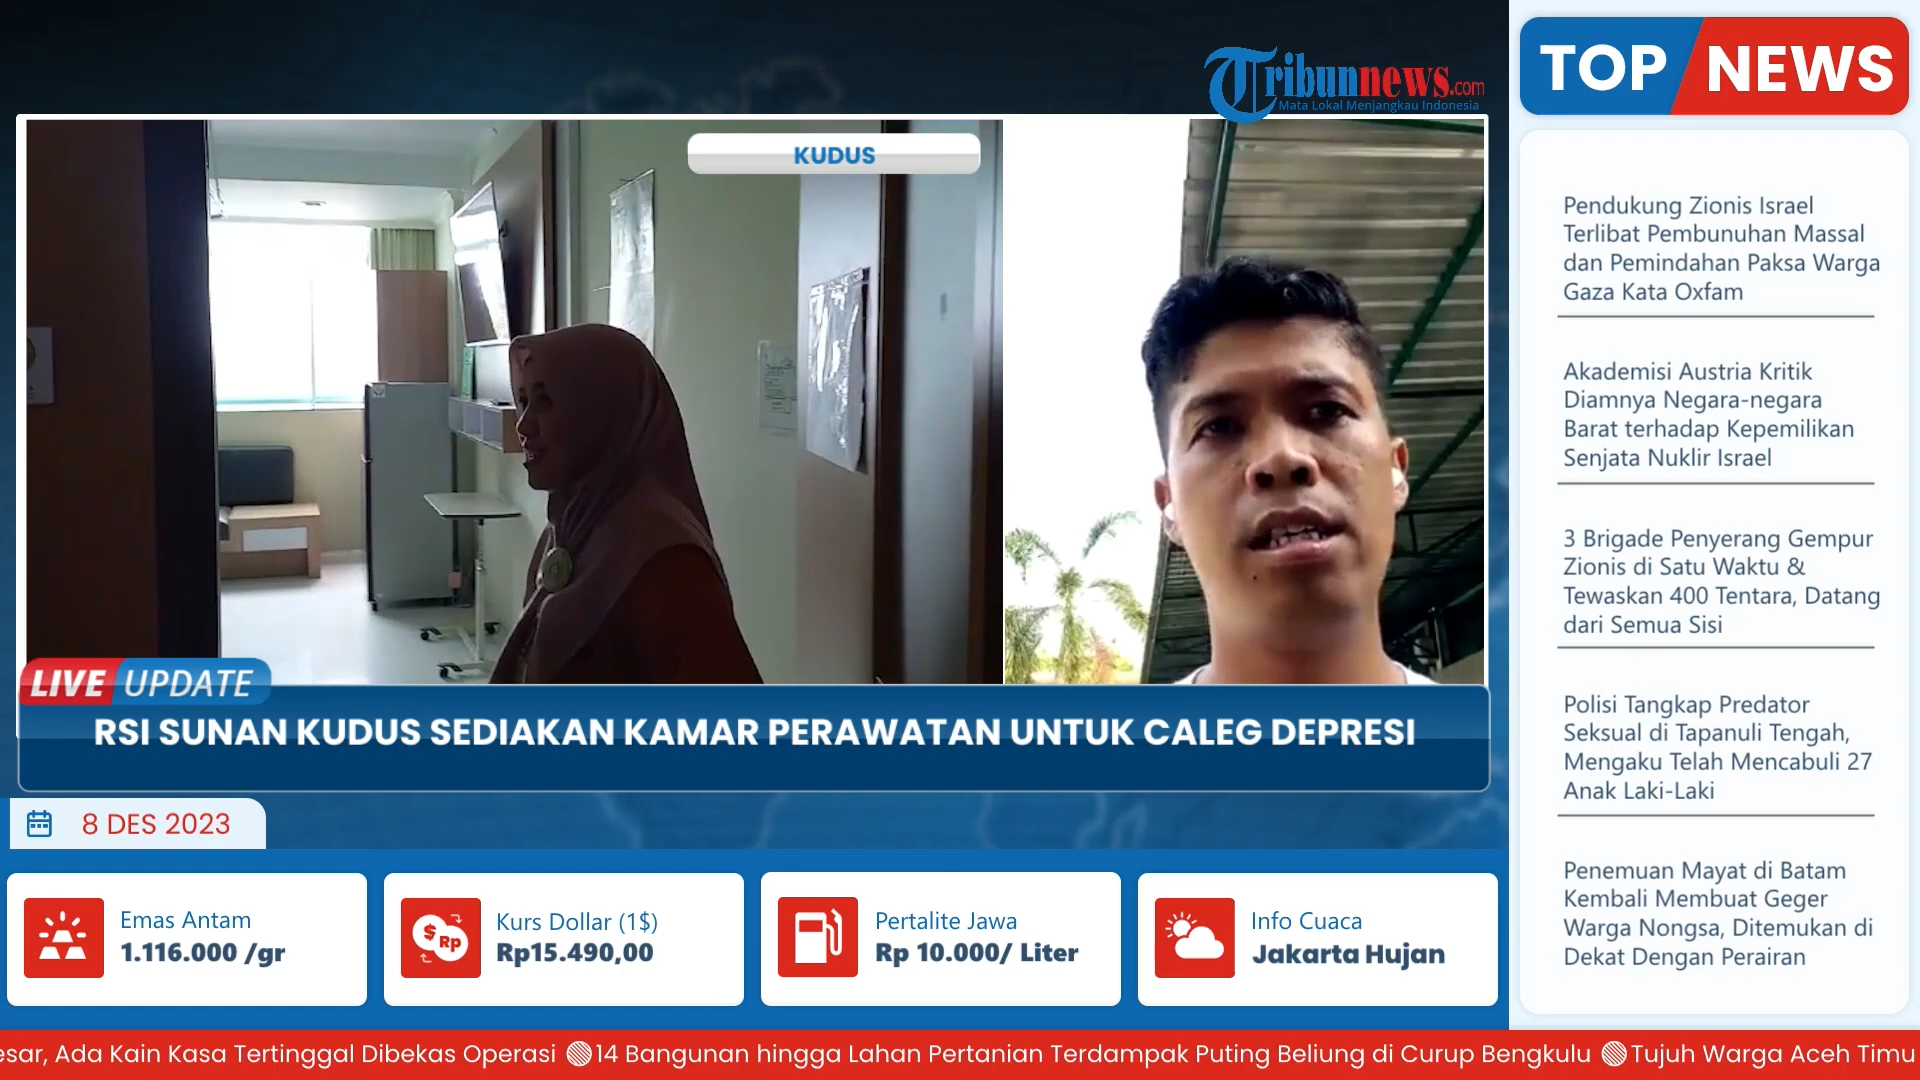 Tribunnews.com
Mata Lokal Menjangkau Indonesia
TOP NEWS
KUDUS
LIVE UPDATE
RSI SUNAN KUDUS SEDIAKAN KAMAR PERAWATAN UNTUK CALEG DEPRESI
8 DES 2023
Emas Antam
1.116.000 /gr
Kurs Dollar (1$)
Rp15.490,00
Pertalite Jawa
Rp 10.000/ Liter
Info Cuaca
Jakarta Hujan
Pendukung Zionis Israel
Terlibat Pembunuhan Massal
dan Pemindahan Paksa Warga
Gaza Kata Oxfam
Akademisi Austria Kritik
Diamnya Negara-negara
Barat terhadap Kepemilikan
Senjata Nuklir Israel
3 Brigade Penyerang Gempur
Zionis di Satu Waktu &
Tewaskan 400 Tentara, Datang
dari Semua Sisi
Polisi Tangkap Predator
Seksual di Tapanuli Tengah,
Mengaku Telah Mencabuli 27
Anak Laki-Laki
Penemuan Mayat di Batam
Kembali Membuat Geger
Warga Nongsa, Ditemukan di
Dekat Dengan Perairan
esar, Ada Kain Kasa Tertinggal Dibekas Operasi 14 Bangunan hingga Lahan Pertanian Terdampak Puting Beliung di Curup Bengkulu Tujuh Warga Aceh Timu